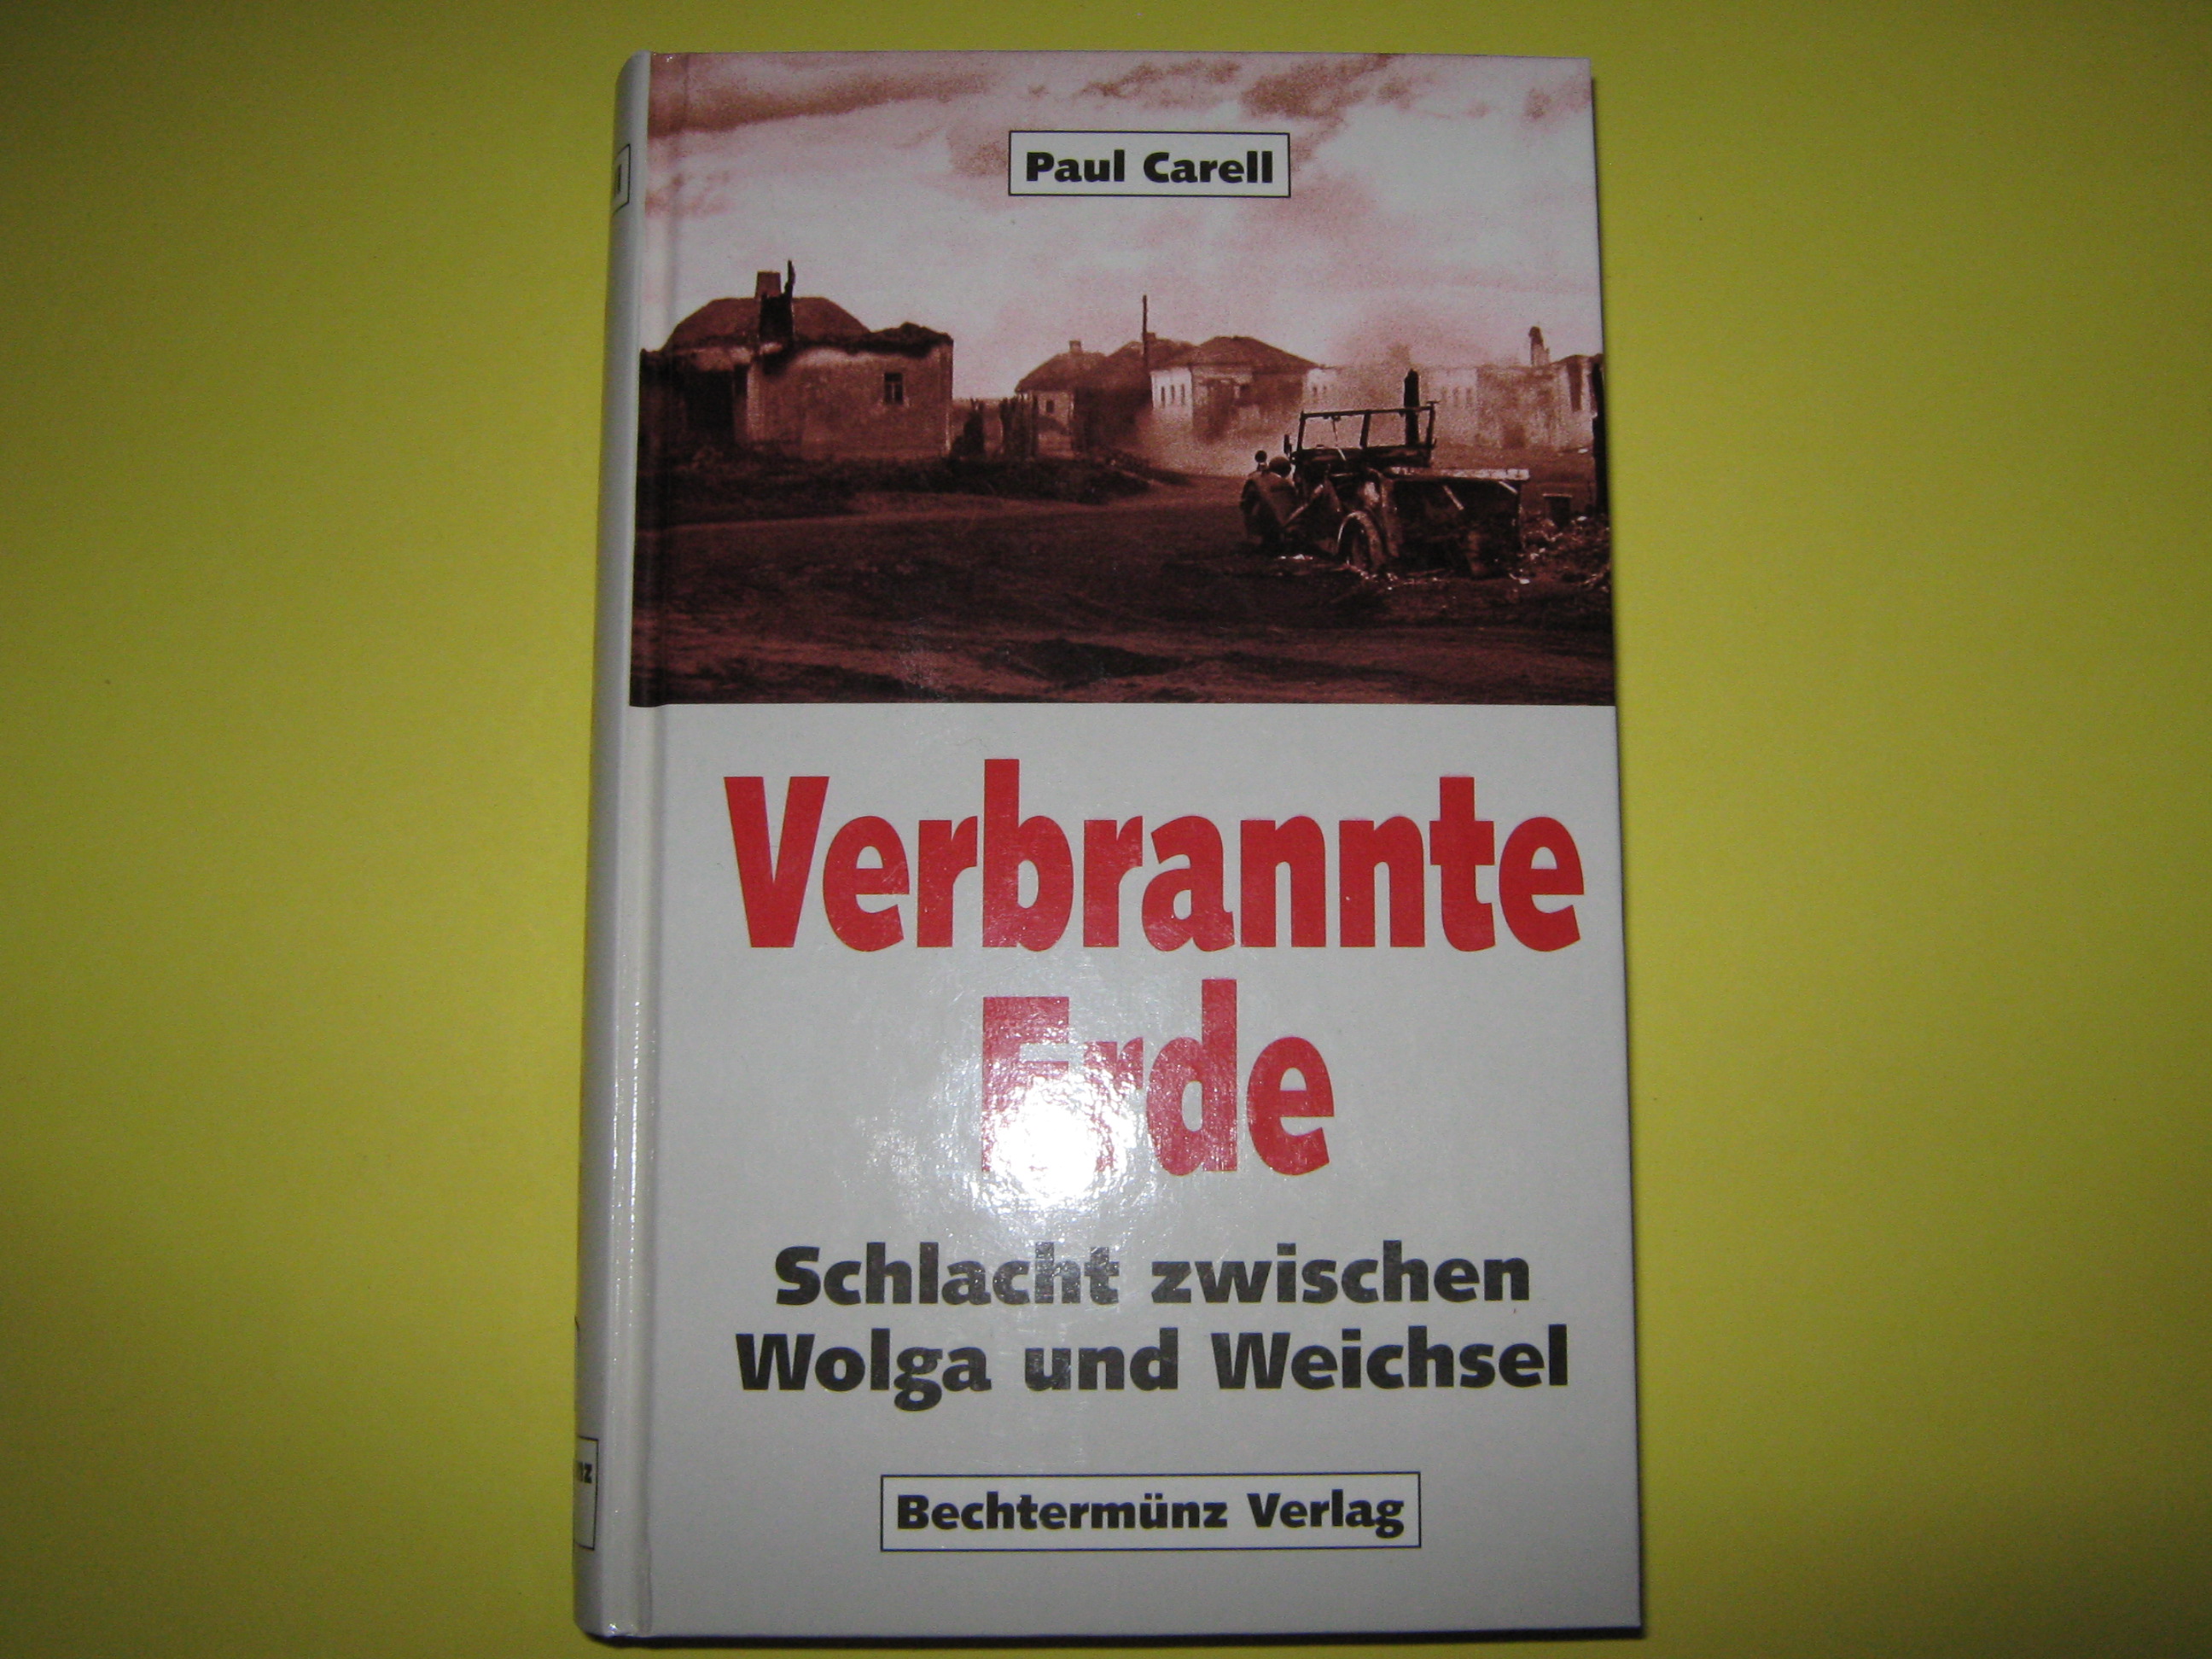 Paul Carell
Verbrannte
Erde
Schlacht zwischen
Wolga und Weichsel
Bechtermünz Verlag